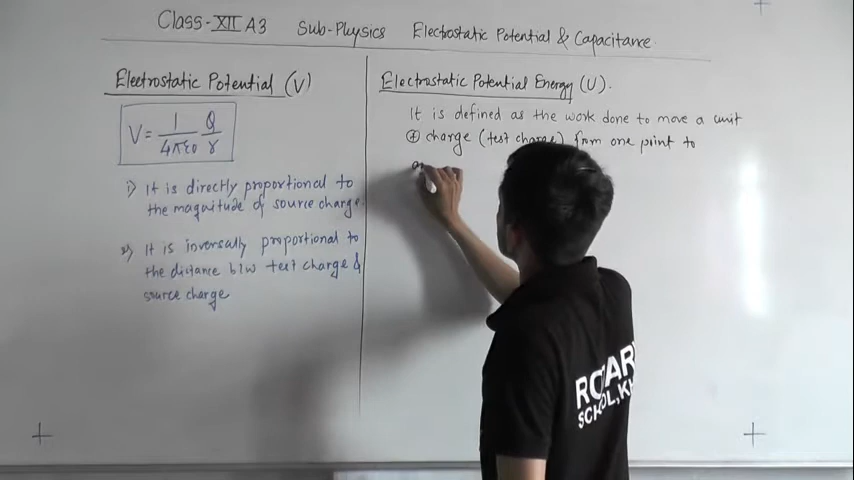 Class-XII A3 Sub-Physics Electrostatic Potential & Capacitance
Electrostatic Potential (V)
V = 1/4πε0 Q/r
i) It is directly proportional to
the magnitude of source charge.
ii) It is inversally proportional to
the distance b/w test charge &
source charge
Electrostatic Potential Energy (U).
It is defined as the work done to move a unit
⊕ charge (test charge) from one point to